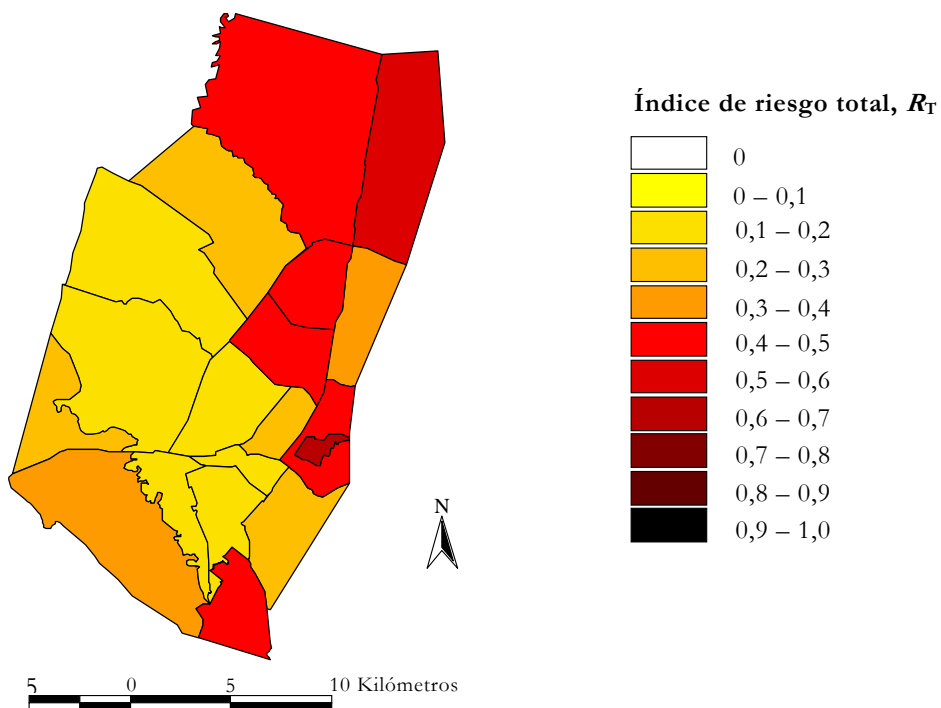 Índice de riesgo total, R_T
0
0 – 0,1
0,1 – 0,2
0,2 – 0,3
0,3 – 0,4
0,4 – 0,5
0,5 – 0,6
0,6 – 0,7
0,7 – 0,8
0,8 – 0,9
0,9 – 1,0
N
5 0 5 10 Kilómetros